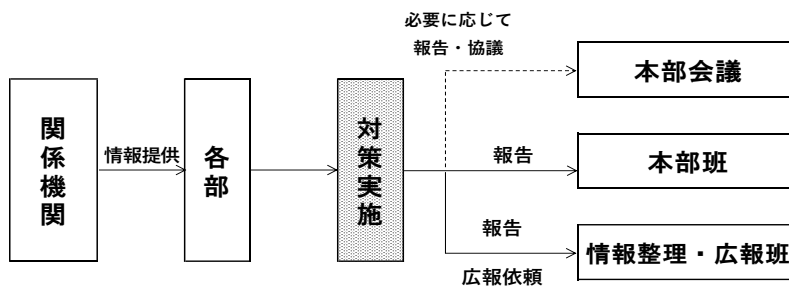 関係機関
情報提供
各部
対策実施
必要に応じて
報告・協議
本部会議
報告
本部班
報告
広報依頼
情報整理・広報班